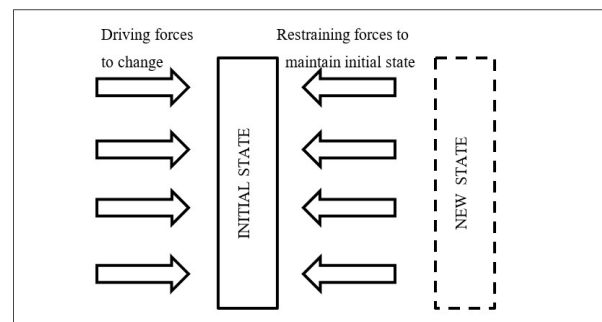 Driving forces
to change
Restraining forces to
maintain initial state
INITIAL STATE
NEW STATE